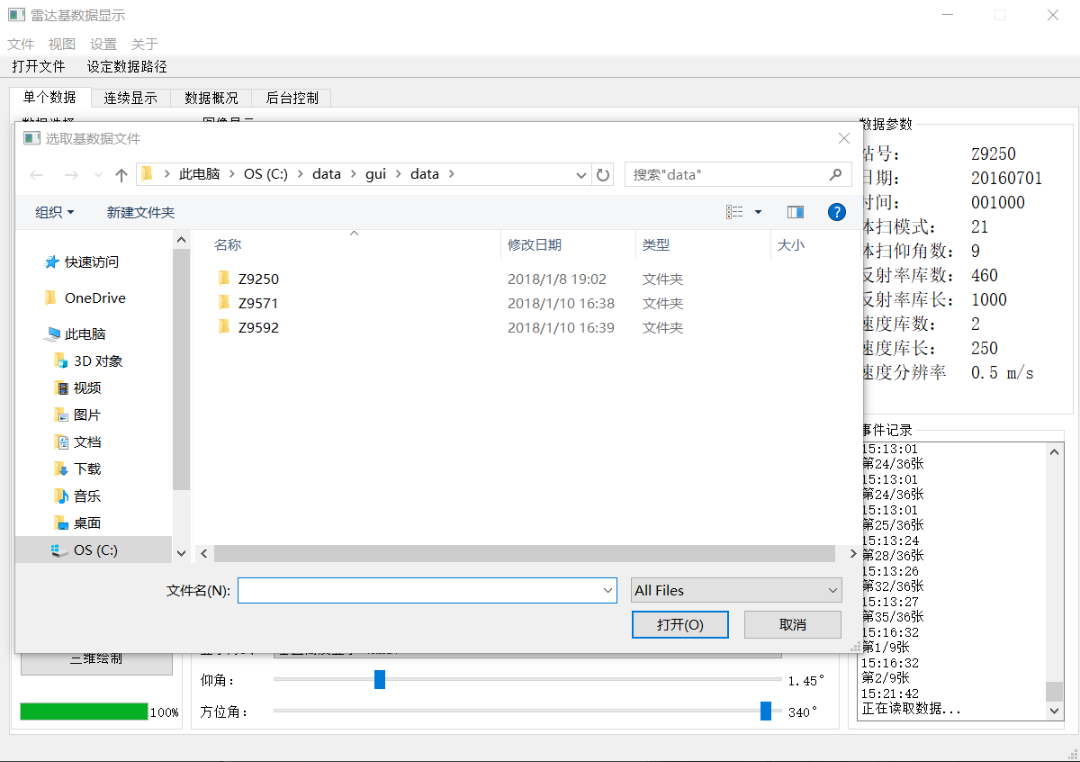 雷达基数据显示
文件 视图 设置 关于
打开文件 设定数据路径
单个数据 连续显示 数据概况 后台控制
选取基数据文件
此电脑 OS (C:) data gui data
搜索"data"
组织 新建文件夹
名称 修改日期 类型 大小
Z9250 2018/1/8 19:02 文件夹
Z9571 2018/1/10 16:38 文件夹
Z9592 2018/1/10 16:39 文件夹
快速访问
OneDrive
此电脑
3D 对象
视频
图片
文档
下载
音乐
桌面
OS (C:)
文件名(N):
All Files
打开(O) 取消
数据参数
站号: Z9250
日期: 20160701
时间: 001000
体扫模式: 21
体扫仰角数: 9
反射率库数: 460
反射率库长: 1000
速度库数: 2
速度库长: 250
速度分辨率 0.5 m/s
事件记录
15:13:01
第24/36张
15:13:01
第24/36张
15:13:01
第25/36张
15:13:24
第28/36张
15:13:26
第32/36张
15:13:27
第35/36张
15:16:32
第1/9张
15:16:32
第2/9张
15:21:42
正在读取数据...
三维绘制
100%
仰角: 1.45°
方位角: 340°